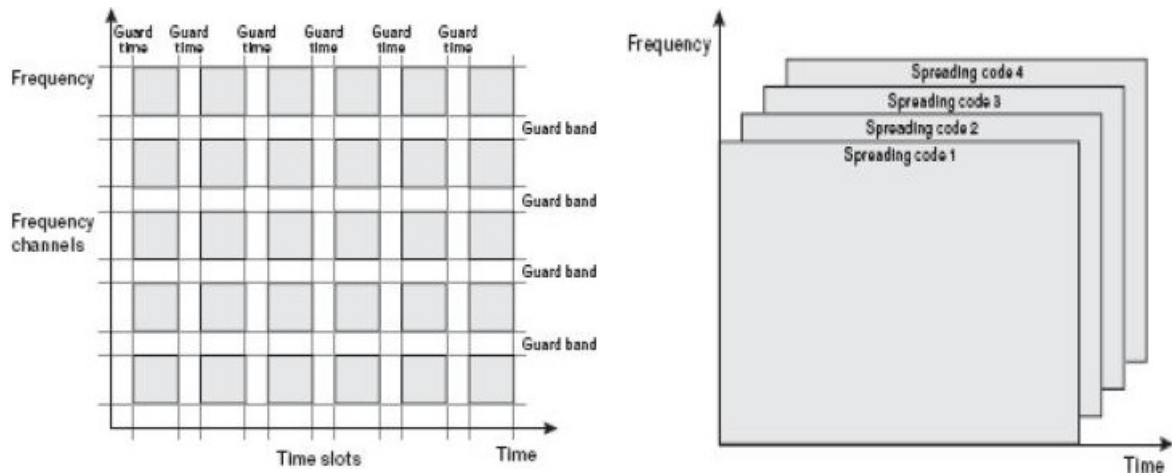 Guard Guard Guard Guard Guard Guard
time time time time time time
Frequency
Guard band
Guard band
Frequency
channels
Guard band
Guard band
Time slots
Time
Frequency
Spreading code 4
Spreading code 3
Spreading code 2
Spreading code 1
Time